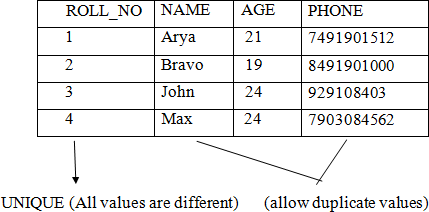 ROLL_NO NAME AGE PHONE
1 Arya 21 7491901512
2 Bravo 19 8491901000
3 John 24 929108403
4 Max 24 7903084562
UNIQUE (All values are different) (allow duplicate values)